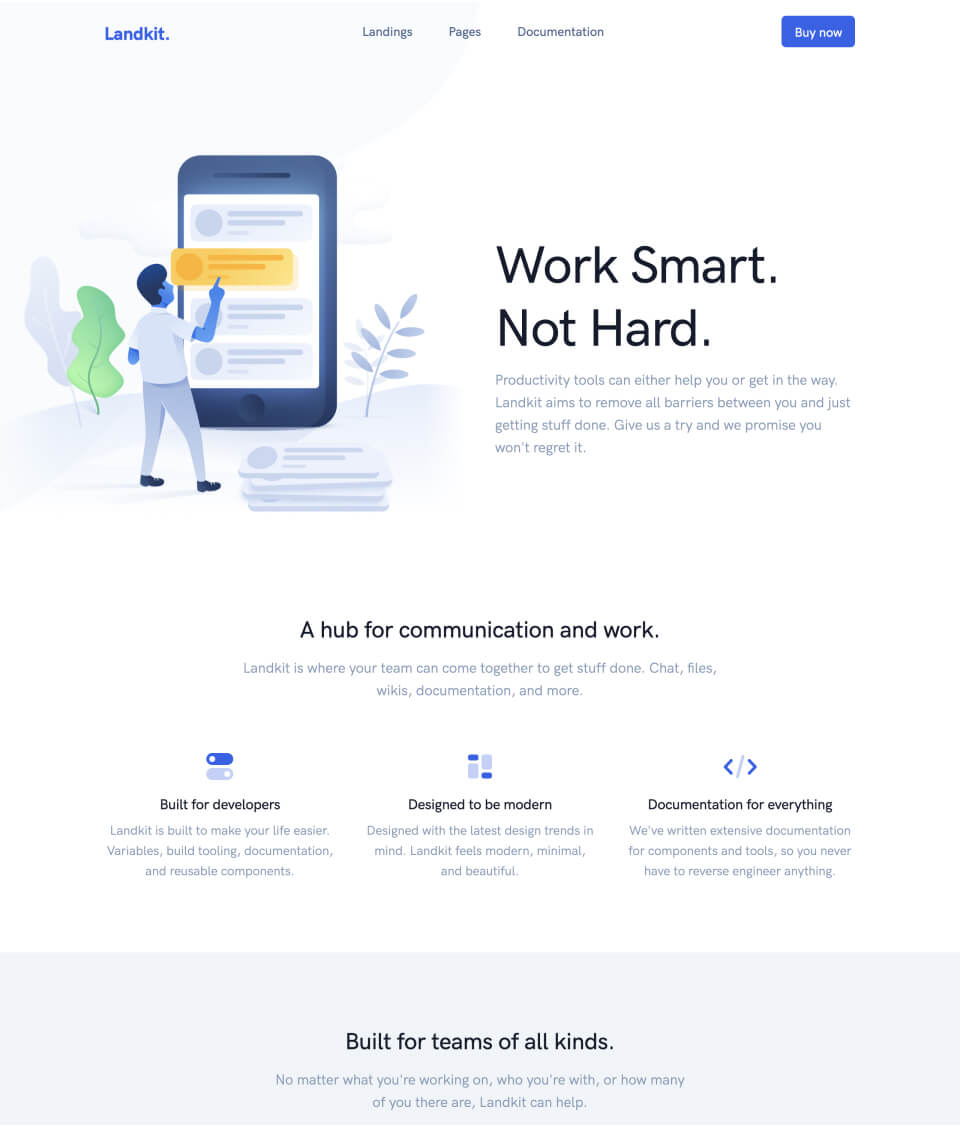 Landkit.
Landings
Pages
Documentation
Buy now
Work Smart.
Not Hard.
Productivity tools can either help you or get in the way.
Landkit aims to remove all barriers between you and just
getting stuff done. Give us a try and we promise you
won't regret it.
A hub for communication and work.
Landkit is where your team can come together to get stuff done. Chat, files,
wikis, documentation, and more.
Built for developers
Landkit is built to make your life easier.
Variables, build tooling, documentation,
and reusable components.
Designed to be modern
Designed with the latest design trends in
mind. Landkit feels modern, minimal,
and beautiful.
Documentation for everything
We've written extensive documentation
for components and tools, so you never
have to reverse engineer anything.
Built for teams of all kinds.
No matter what you're working on, who you're with, or how many
of you there are, Landkit can help.